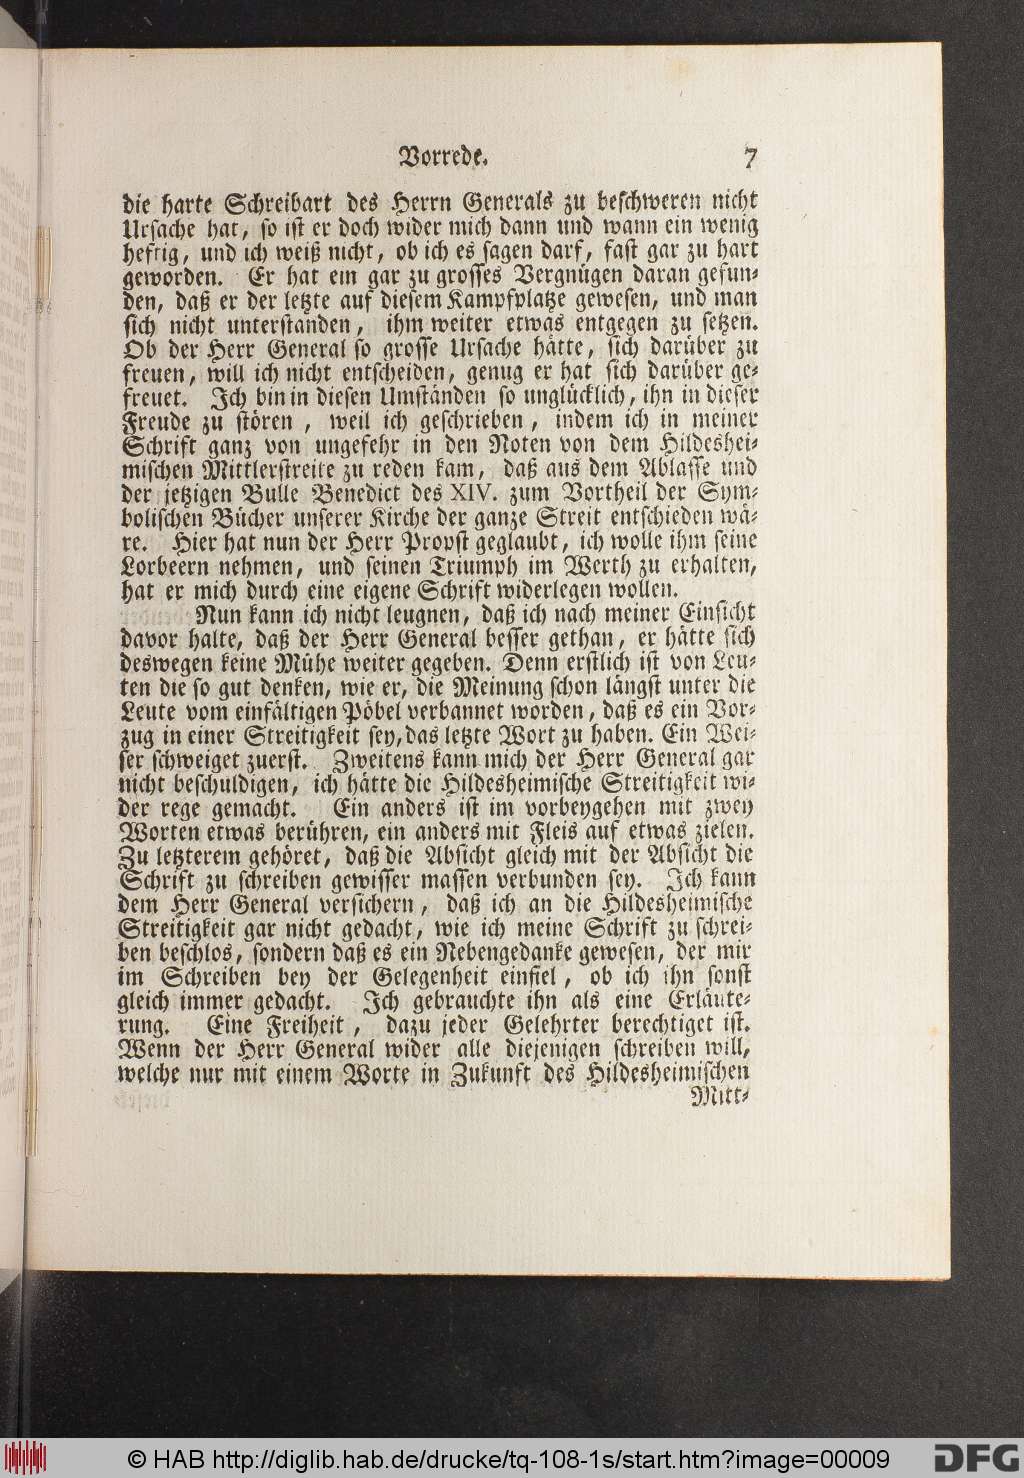 Vorrede. 7
die harte Schreibart des Herrn Generals zu beschweren nicht
Ursache hat, so ist er doch wider mich dann und wann ein wenig
heftig, und ich weiß nicht, ob ich es sagen darf, fast gar zu hart
geworden. Er hat ein gar zu grosses Vergnügen daran gefun-
den, daß er der letzte auf diesem Kampfplatze gewesen, und man
sich nicht unterstanden, ihm weiter etwas entgegen zu setzen.
Ob der Herr General so grosse Ursache hätte, sich darüber zu
freuen, will ich nicht entscheiden, genug er hat sich darüber ge-
freuet. Ich bin in diesen Umständen so unglücklich, ihn in dieser
Freude zu stören, weil ich geschrieben, indem ich in meiner
Schrift ganz von ungefehr in den Noten von dem Hildeshei-
mischen Mittlerstreite zu reden kam, daß aus dem Ablasse und
der jetzigen Bulle Benedict des XIV. zum Vortheil der Sym-
bolischen Bücher unserer Kirche der ganze Streit entschieden wä-
re. Hier hat nun der Herr Propst geglaubt, ich wolle ihm seine
Lorbeern nehmen, und seinen Triumph im Werth zu erhalten,
hat er mich durch eine eigene Schrift widerlegen wollen.
Nun kann ich nicht leugnen, daß ich nach meiner Einsicht
davor halte, daß der Herr General besser gethan, er hätte sich
deswegen keine Mühe weiter gegeben. Denn erstlich ist von Leu-
ten die so gut denken, wie er, die Meinung schon längst unter die
Leute vom einfältigen Pöbel verbannet worden, daß es ein Vor-
zug in einer Streitigkeit sey, das letzte Wort zu haben. Ein Wei-
ser schweiget zuerst. Zweitens kann mich der Herr General gar
nicht beschuldigen, ich hätte die Hildesheimische Streitigkeit wi-
der rege gemacht. Ein anders ist im vorbeygehen mit zwey
Worten etwas berühren, ein anders mit Fleis auf etwas zielen.
Zu letzterem gehöret, daß die Absicht gleich mit der Absicht die
Schrift zu schreiben gewisser massen verbunden sey. Ich kann
dem Herr General versichern, daß ich an die Hildesheimische
Streitigkeit gar nicht gedacht, wie ich meine Schrift zu schrei-
ben beschlos, sondern daß es ein Nebengedanke gewesen, der mir
im Schreiben bey der Gelegenheit einfiel, ob ich ihn sonst
gleich immer gedacht. Ich gebrauchte ihn als eine Erläute-
rung. Eine Freiheit, dazu jeder Gelehrter berechtiget ist.
Wenn der Herr General wider alle diejenigen schreiben will,
welche nur mit einem Worte in Zukunft des Hildesheimischen
Mitt-
© HAB http://diglib.hab.de/drucke/tq-108-1s/start.htm?image=00009 DFG